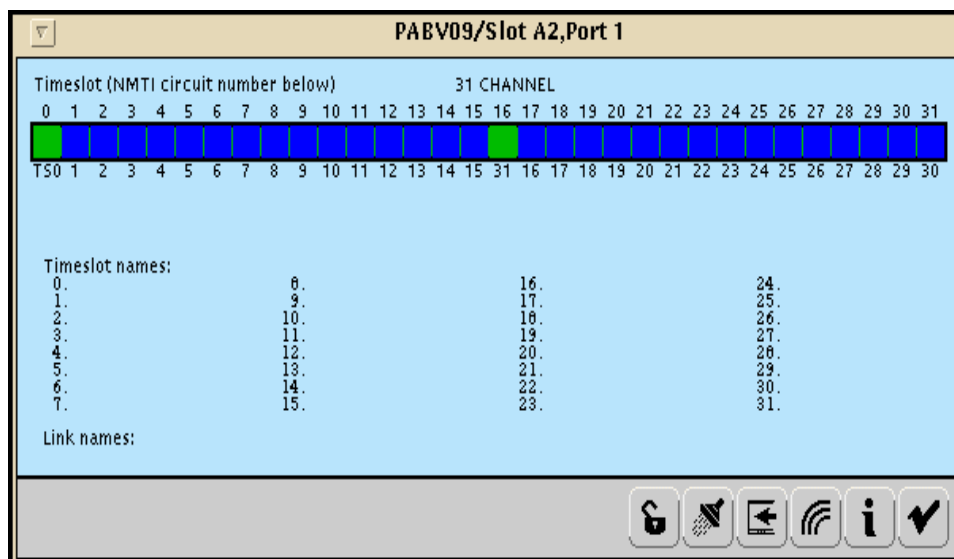 PABV09/Slot A2,Port 1
Timeslot (NMTI circuit number below) 31 CHANNEL
0 1 2 3 4 5 6 7 8 9 10 11 12 13 14 15 16 17 18 19 20 21 22 23 24 25 26 27 28 29 30 31
TS0 1 2 3 4 5 6 7 8 9 10 11 12 13 14 15 31 16 17 18 19 20 21 22 23 24 25 26 27 28 29 30
Timeslot names:
0. 8. 16. 24.
1. 9. 17. 25.
2. 10. 18. 26.
3. 11. 19. 27.
4. 12. 20. 28.
5. 13. 21. 29.
6. 14. 22. 30.
7. 15. 23. 31.
Link names: